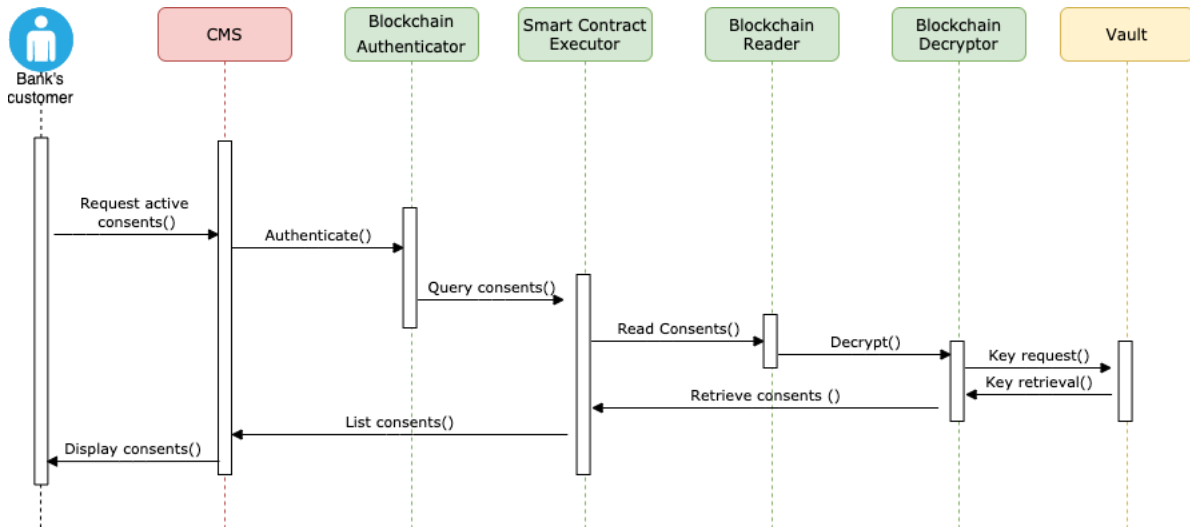 Bank's
customer
CMS
Blockchain
Authenticator
Smart Contract
Executor
Blockchain
Reader
Blockchain
Decryptor
Vault
Request active
consents()
Authenticate()
Query consents()
Read Consents()
Decrypt()
Key request()
Key retrieval()
Retrieve consents ()
List consents()
Display consents()